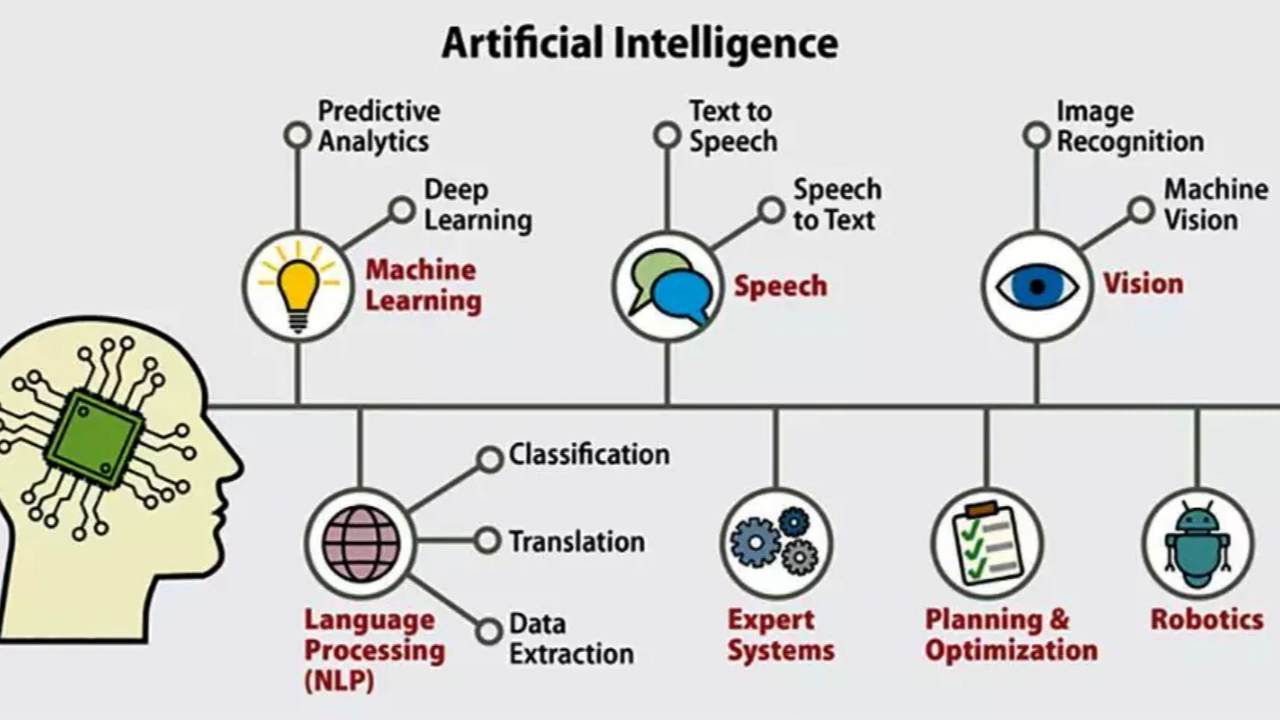 Artificial Intelligence
Predictive
Analytics
Deep
Learning
Machine
Learning
Text to
Speech
Speech
to Text
Speech
Image
Recognition
Machine
Vision
Vision
Classification
Translation
Data
Extraction
Language
Processing
(NLP)
Expert
Systems
Planning &
Optimization
Robotics